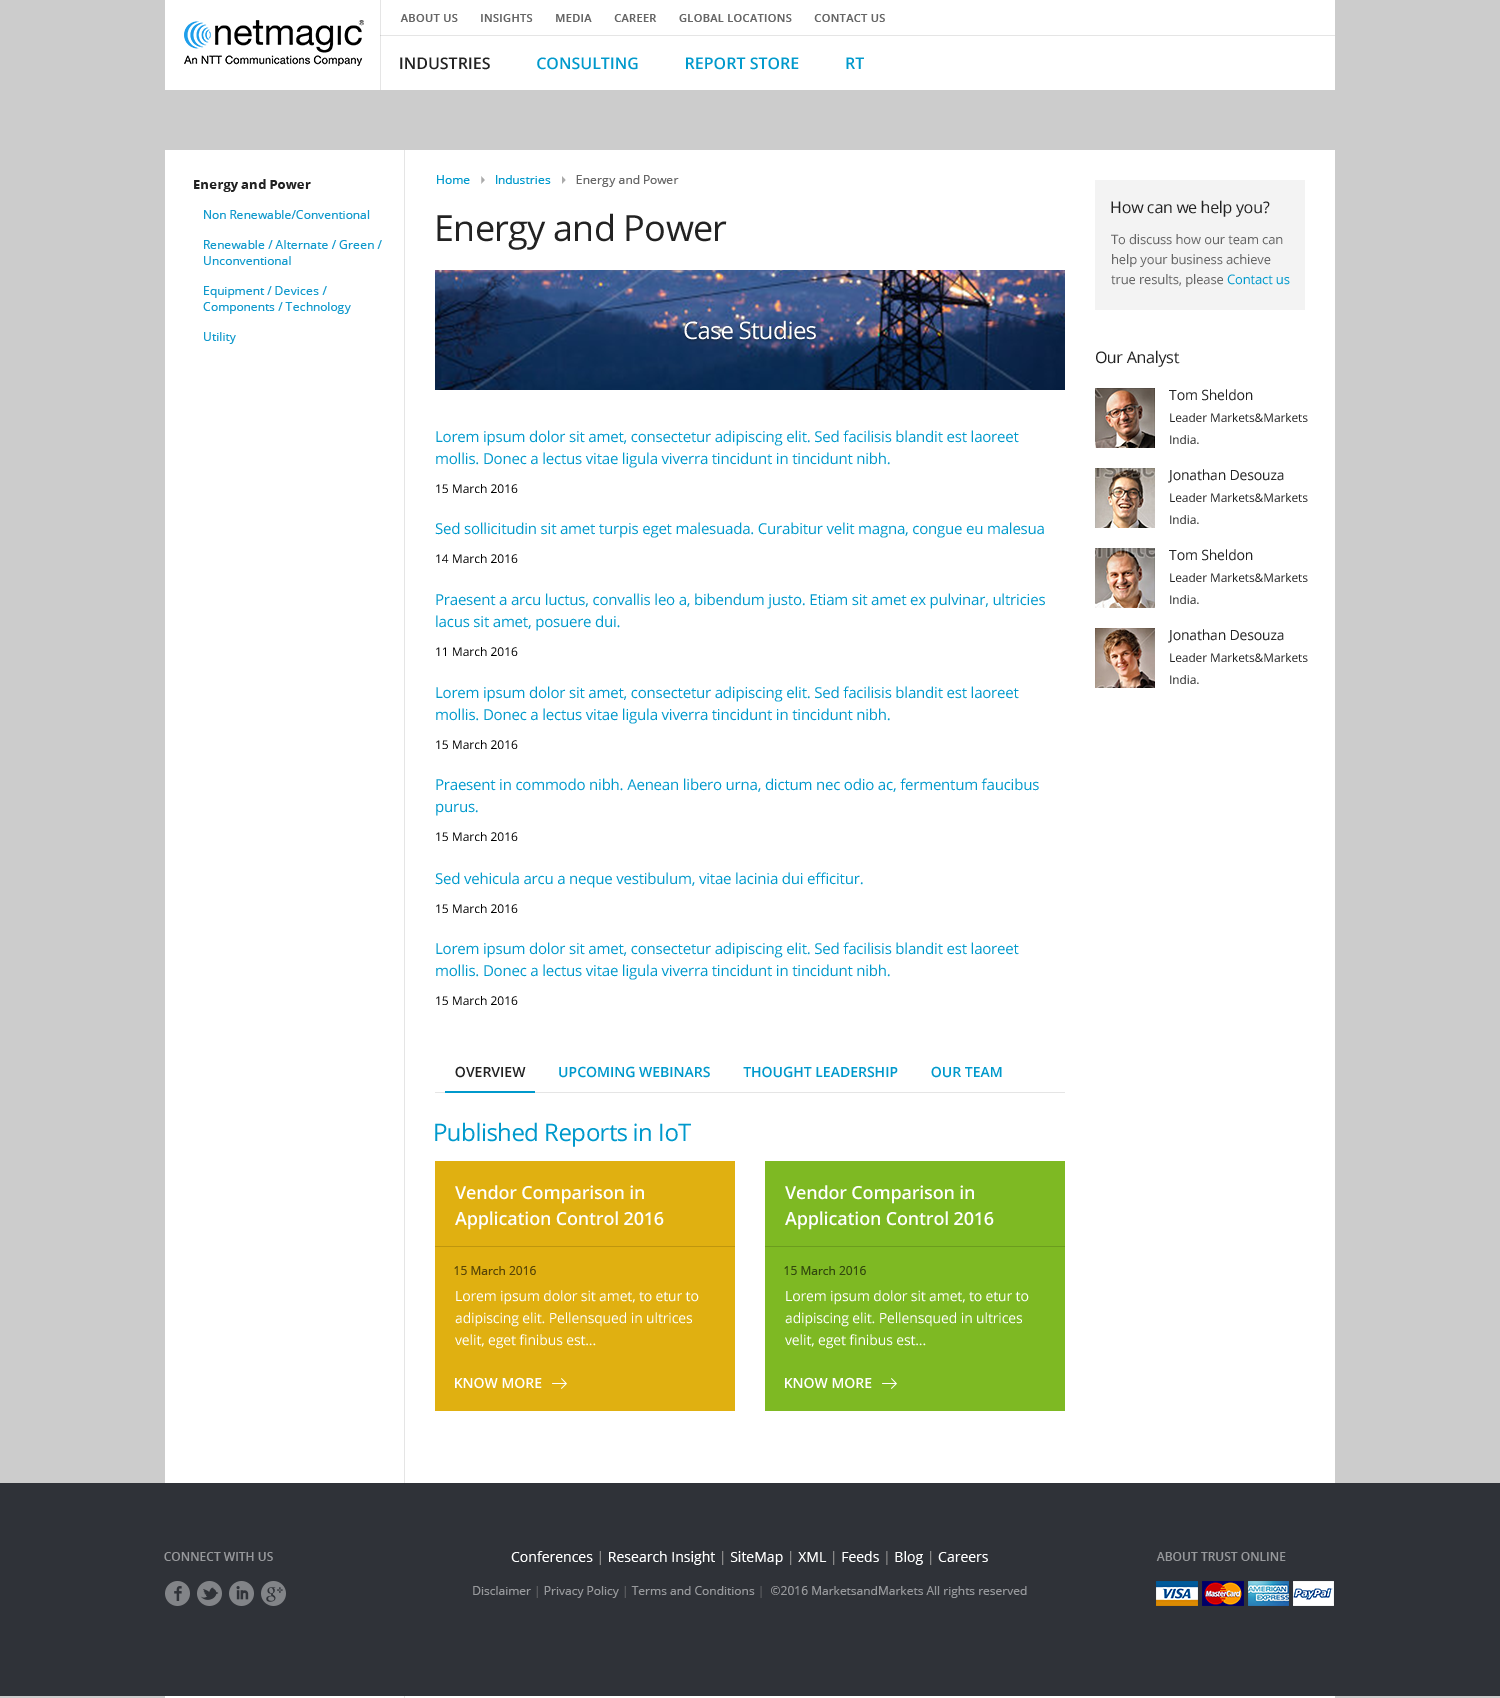 netmagic®
An NTT Communications Company
ABOUT US INSIGHTS MEDIA CAREER GLOBAL LOCATIONS CONTACT US
INDUSTRIES CONSULTING REPORT STORE RT
Energy and Power
Non Renewable/Conventional
Renewable / Alternate / Green /
Unconventional
Equipment / Devices /
Components / Technology
Utility
Home Industries Energy and Power
Energy and Power
Case Studies
Lorem ipsum dolor sit amet, consectetur adipiscing elit. Sed facilisis blandit est laoreet
mollis. Donec a lectus vitae ligula viverra tincidunt in tincidunt nibh.
15 March 2016
Sed sollicitudin sit amet turpis eget malesuada. Curabitur velit magna, congue eu malesua
14 March 2016
Praesent a arcu luctus, convallis leo a, bibendum justo. Etiam sit amet ex pulvinar, ultricies
lacus sit amet, posuere dui.
11 March 2016
Lorem ipsum dolor sit amet, consectetur adipiscing elit. Sed facilisis blandit est laoreet
mollis. Donec a lectus vitae ligula viverra tincidunt in tincidunt nibh.
15 March 2016
Praesent in commodo nibh. Aenean libero urna, dictum nec odio ac, fermentum faucibus
purus.
15 March 2016
Sed vehicula arcu a neque vestibulum, vitae lacinia dui efficitur.
15 March 2016
Lorem ipsum dolor sit amet, consectetur adipiscing elit. Sed facilisis blandit est laoreet
mollis. Donec a lectus vitae ligula viverra tincidunt in tincidunt nibh.
15 March 2016
OVERVIEW UPCOMING WEBINARS THOUGHT LEADERSHIP OUR TEAM
Published Reports in IoT
Vendor Comparison in
Application Control 2016
15 March 2016
Lorem ipsum dolor sit amet, to etur to
adipiscing elit. Pellensqued in ultrices
velit, eget finibus est...
KNOW MORE
Vendor Comparison in
Application Control 2016
15 March 2016
Lorem ipsum dolor sit amet, to etur to
adipiscing elit. Pellensqued in ultrices
velit, eget finibus est...
KNOW MORE
How can we help you?
To discuss how our team can
help your business achieve
true results, please Contact us
Our Analyst
Tom Sheldon
Leader Markets&Markets
India.
Jonathan Desouza
Leader Markets&Markets
India.
Tom Sheldon
Leader Markets&Markets
India.
Jonathan Desouza
Leader Markets&Markets
India.
CONNECT WITH US
f in g+
Conferences | Research Insight | SiteMap | XML | Feeds | Blog | Careers
Disclaimer | Privacy Policy | Terms and Conditions | ©2016 MarketsandMarkets All rights reserved
ABOUT TRUST ONLINE
VISA MasterCard AMERICAN EXPRESS PayPal